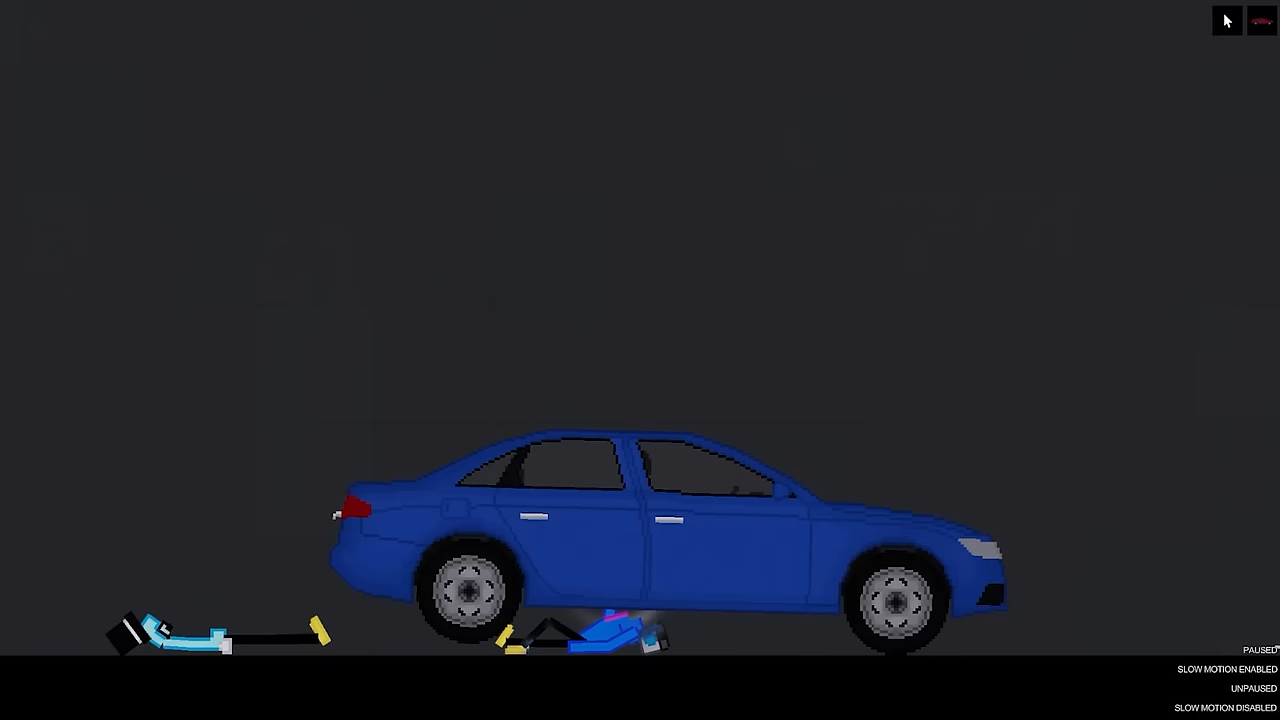 PAUSED
SLOW MOTION ENABLED
UNPAUSED
SLOW MOTION DISABLED